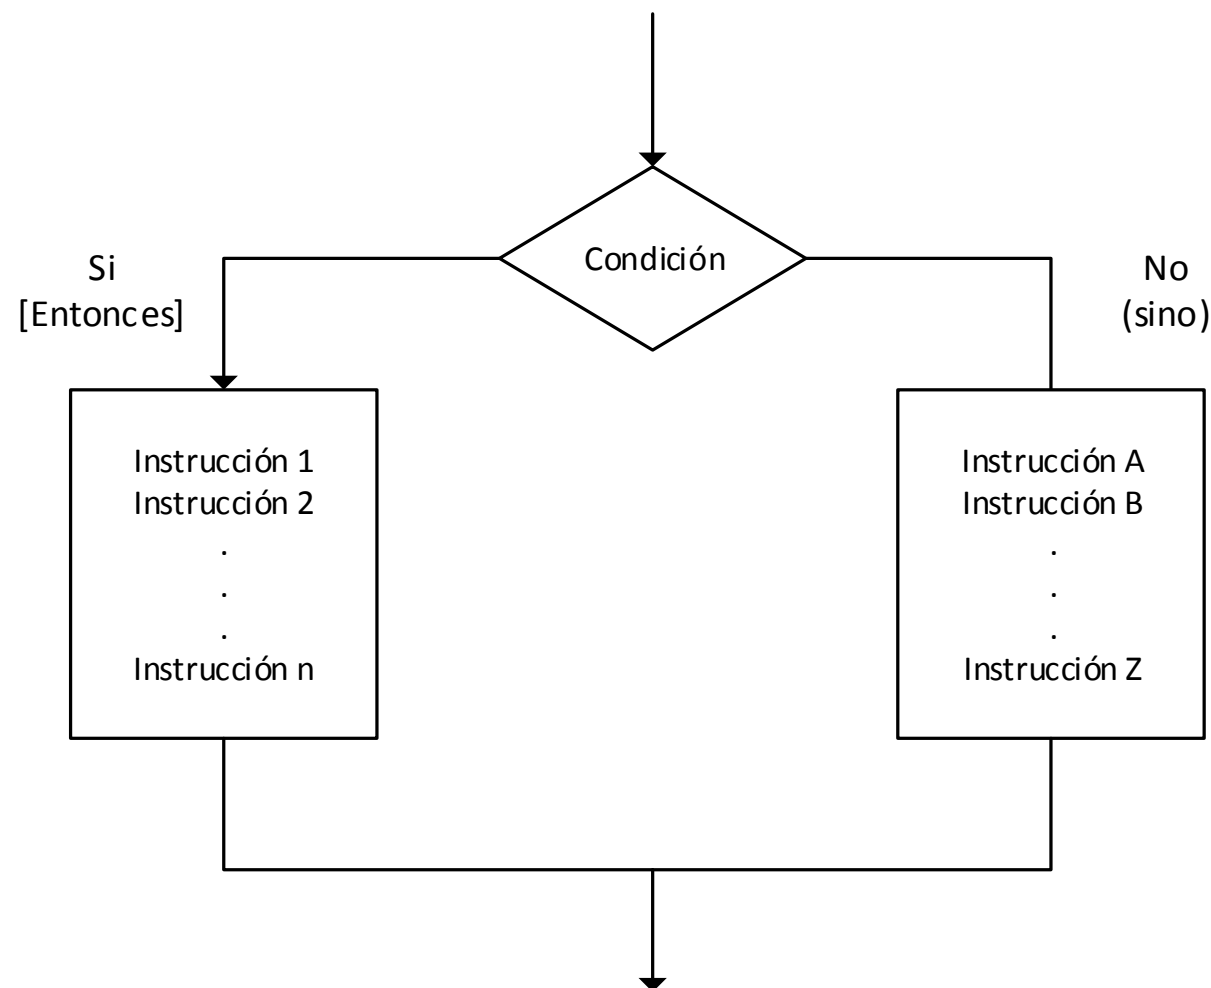 Condición
Si
[Entonces]
No
(sino)
Instrucción 1
Instrucción 2
.
.
.
Instrucción n
Instrucción A
Instrucción B
.
.
.
Instrucción Z